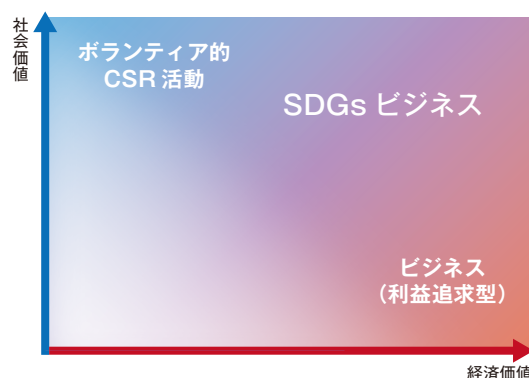 社会価値
ボランティア的
CSR 活動
SDGs ビジネス
ビジネス
（利益追求型）
経済価値